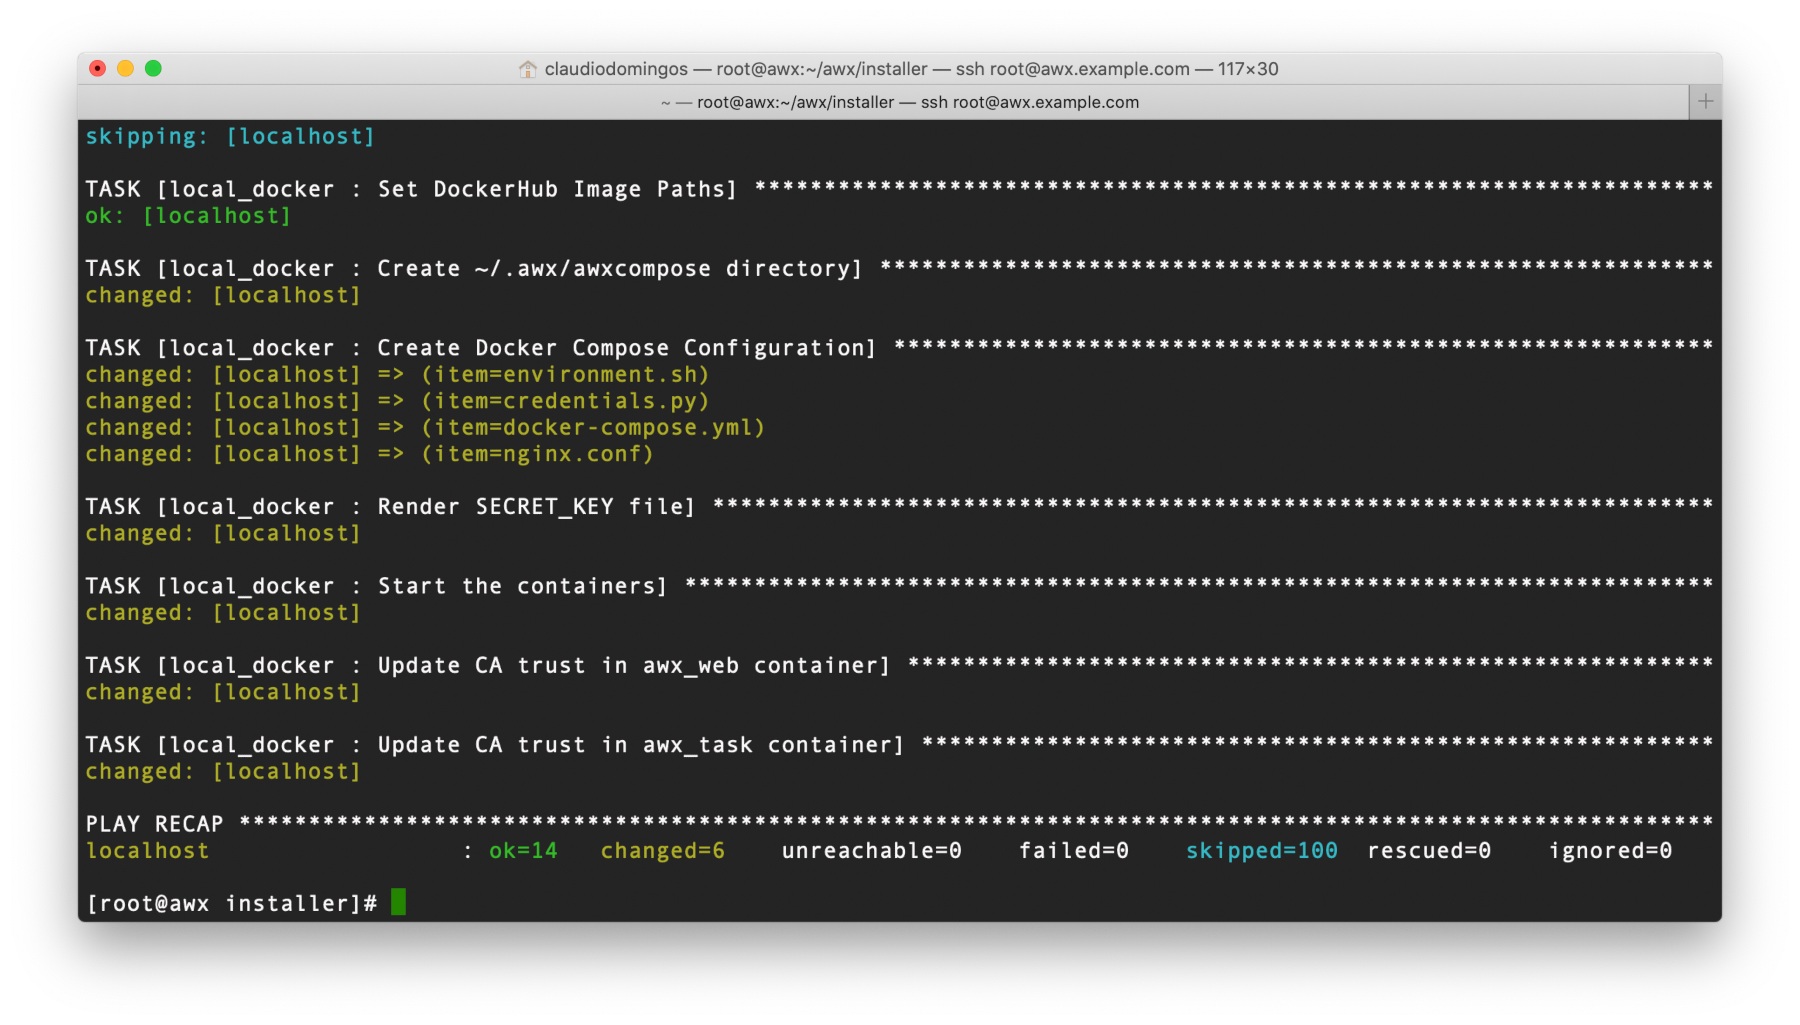 claudiodomingos — root@awx:~/awx/installer — ssh root@awx.example.com — 117×30
~ — root@awx:~/awx/installer — ssh root@awx.example.com
skipping: [localhost]
TASK [local_docker : Set DockerHub Image Paths] *********************************************************************
ok: [localhost]
TASK [local_docker : Create ~/.awx/awxcompose directory] ************************************************************
changed: [localhost]
TASK [local_docker : Create Docker Compose Configuration] ***********************************************************
changed: [localhost] => (item=environment.sh)
changed: [localhost] => (item=credentials.py)
changed: [localhost] => (item=docker-compose.yml)
changed: [localhost] => (item=nginx.conf)
TASK [local_docker : Render SECRET_KEY file] ************************************************************************
changed: [localhost]
TASK [local_docker : Start the containers] **************************************************************************
changed: [localhost]
TASK [local_docker : Update CA trust in awx_web container] **********************************************************
changed: [localhost]
TASK [local_docker : Update CA trust in awx_task container] *********************************************************
changed: [localhost]
PLAY RECAP **********************************************************************************************************
localhost : ok=14 changed=6 unreachable=0 failed=0 skipped=100 rescued=0 ignored=0
[root@awx installer]#